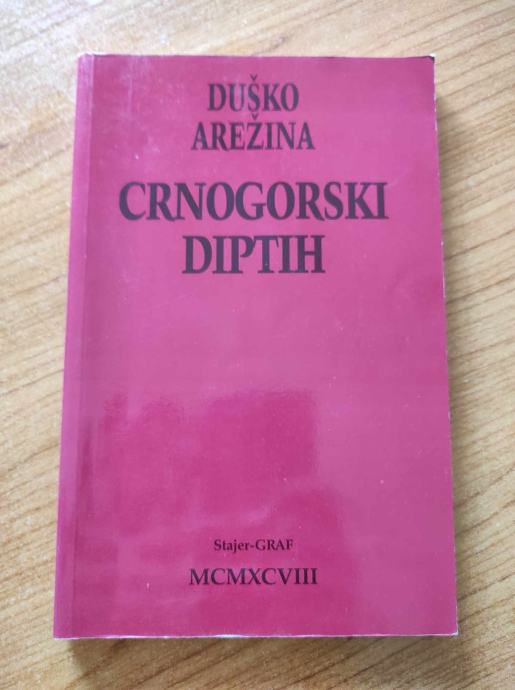 DUŠKO
AREŽINA
CRNOGORSKI
DIPTIH
Stajer-GRAF
MCMXCVIII